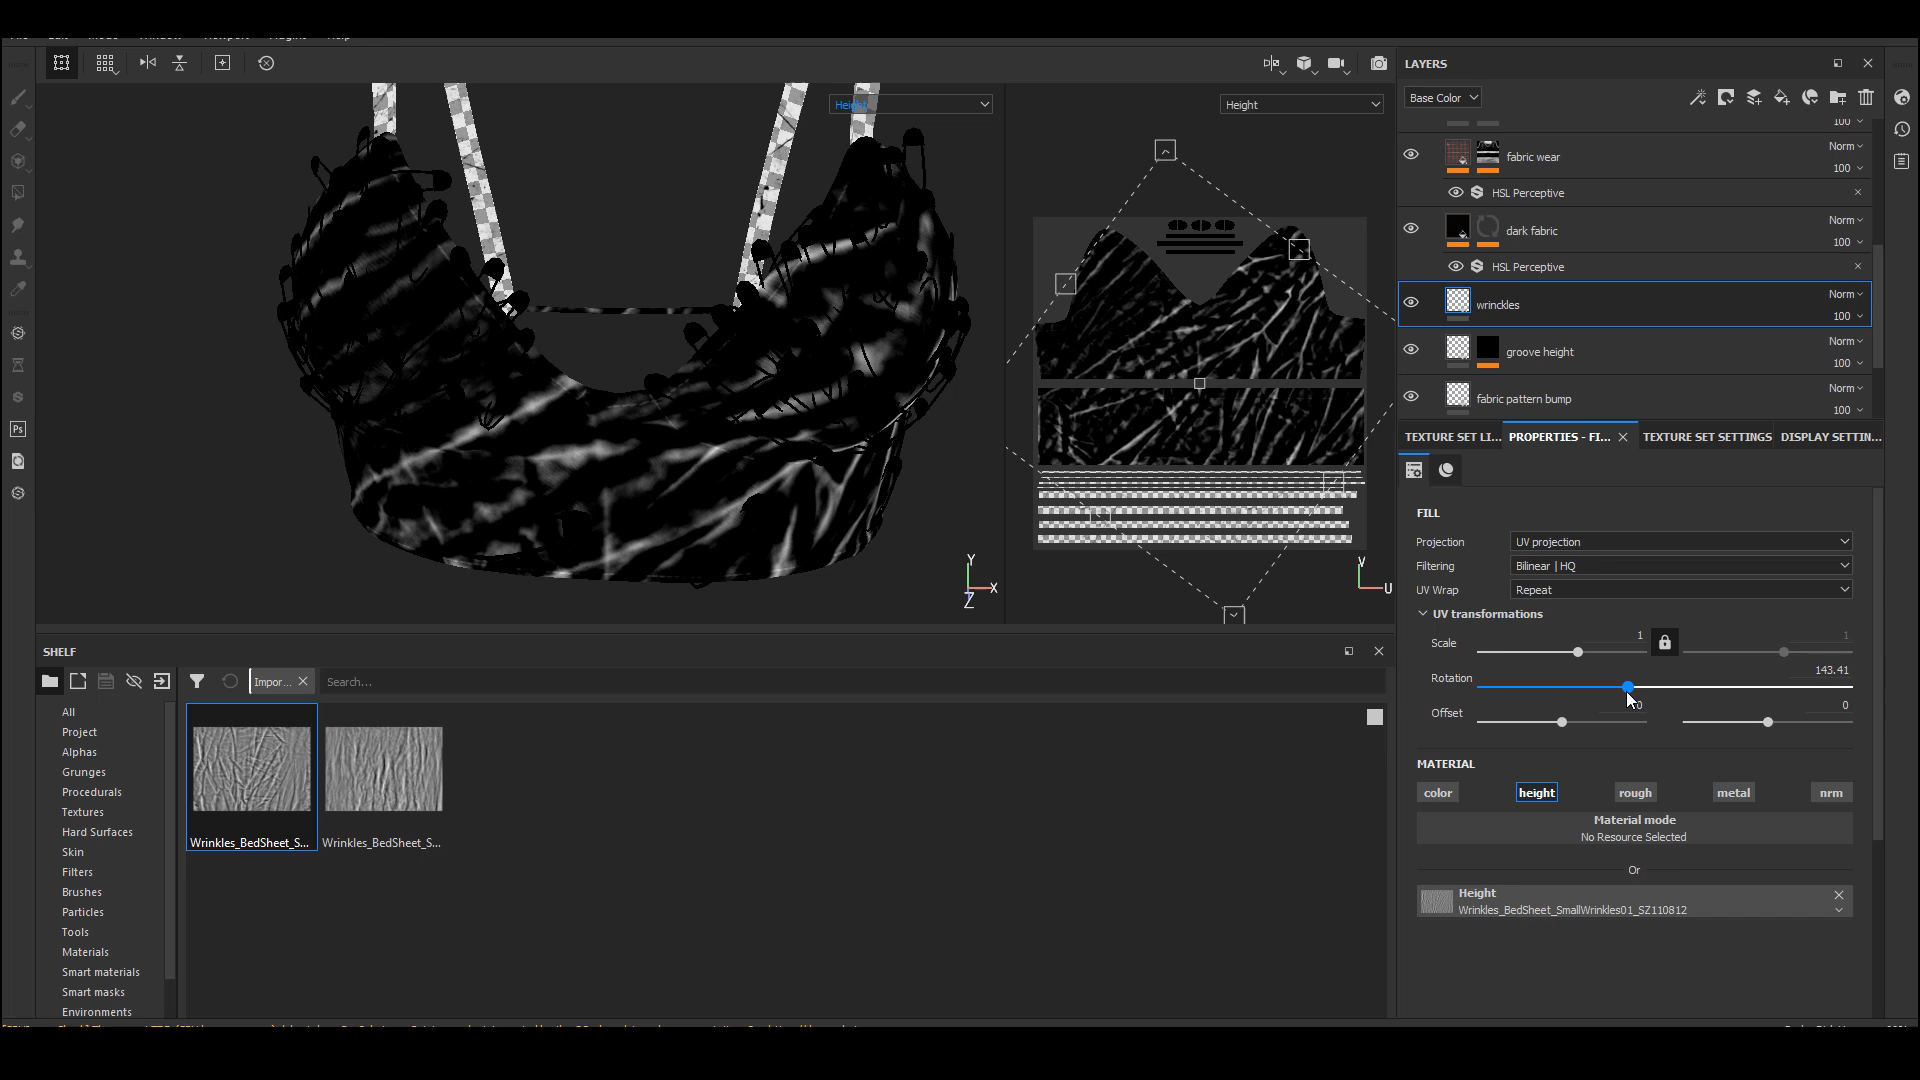 Height
Height
Y
X
Z
V
U
LAYERS
Base Color
100
fabric wear
Norm
100
HSL Perceptive
dark fabric
Norm
100
HSL Perceptive
wrinckles
Norm
100
groove height
Norm
100
fabric pattern bump
Norm
100
TEXTURE SET LI... PROPERTIES - FI... TEXTURE SET SETTINGS DISPLAY SETTIN...
FILL
Projection UV projection
Filtering Bilinear | HQ
UV Wrap Repeat
UV transformations
Scale 1 1
Rotation 143.41
Offset 0 0
MATERIAL
color height rough metal nrm
Material mode
No Resource Selected
Or
Height
Wrinkles_BedSheet_SmallWrinkles01_SZ110812
SHELF
Impor... Search...
All
Project
Alphas
Grunges
Procedurals
Textures
Hard Surfaces
Skin
Filters
Brushes
Particles
Tools
Materials
Smart materials
Smart masks
Environments
Wrinkles_BedSheet_S... Wrinkles_BedSheet_S...
Ps